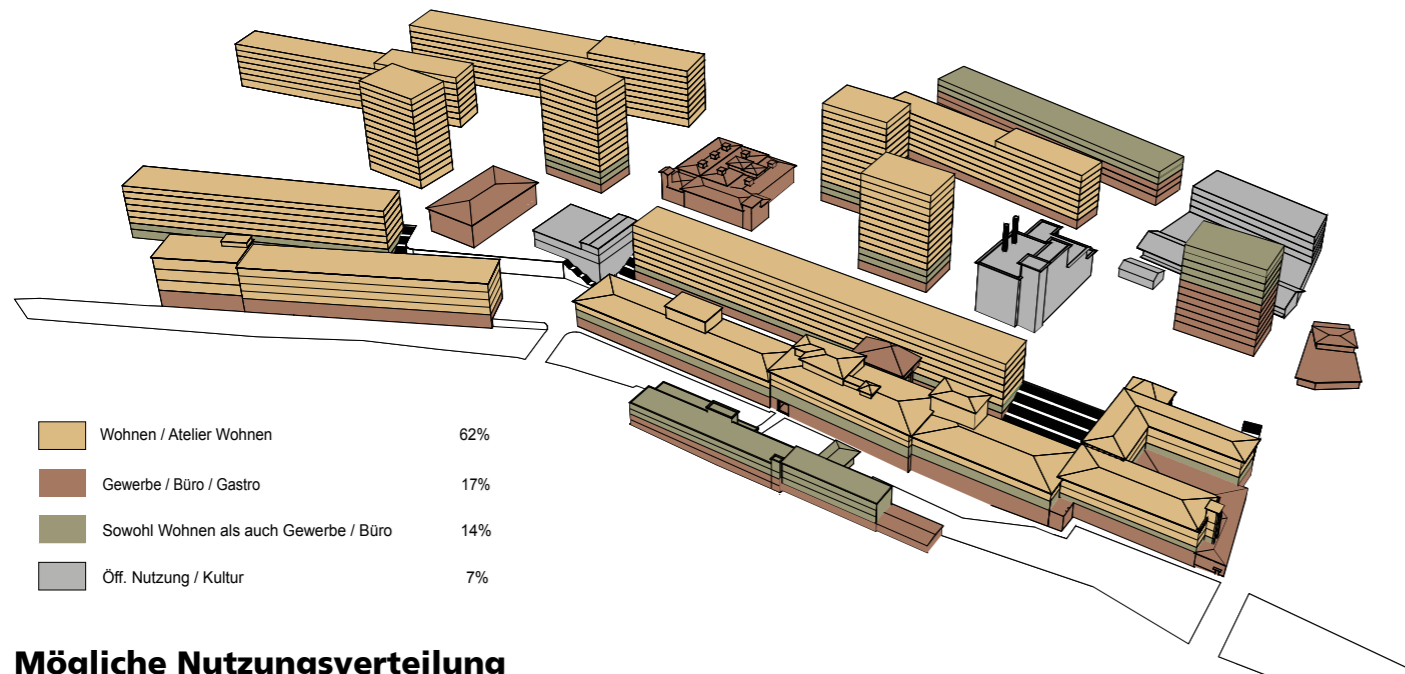 Wohnen / Atelier Wohnen 62%
Gewerbe / Büro / Gastro 17%
Sowohl Wohnen als auch Gewerbe / Büro 14%
Öff. Nutzung / Kultur 7%
Mögliche Nutzungsverteilung